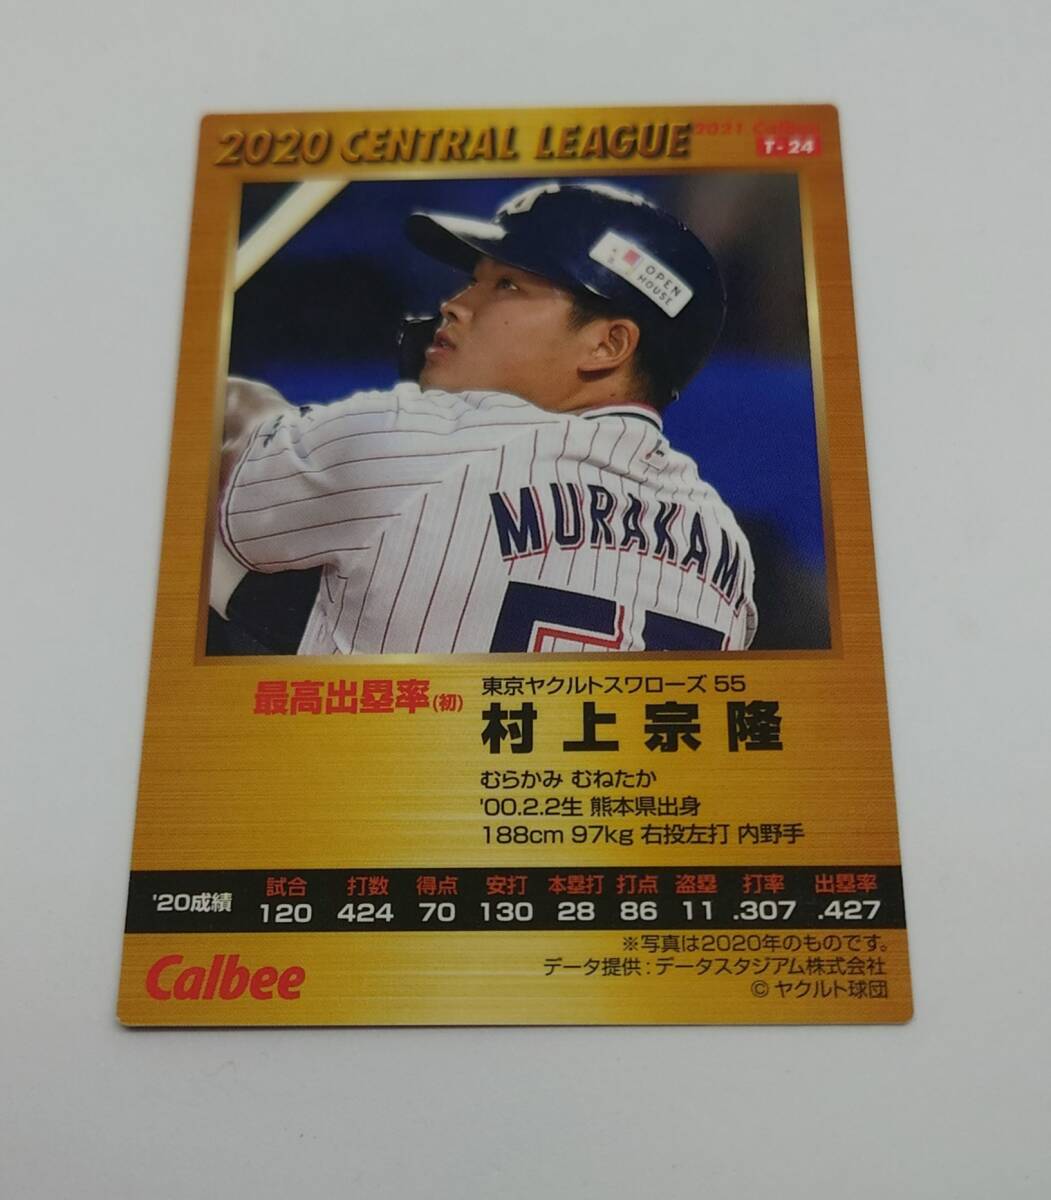 2020 CENTRAL LEAGUE
2021 Calbee
T-24
OPEN
HOUSE
MURAKAMI
55
最高出塁率(初)
東京ヤクルトスワローズ 55
村上宗隆
むらかみ むねたか
'00.2.2生 熊本県出身
188cm 97kg 右投左打 内野手
試合 打数 得点 安打 本塁打 打点 盗塁 打率 出塁率
'20成績 120 424 70 130 28 86 11 .307 .427
※写真は2020年のものです。
Calbee
データ提供:データスタジアム株式会社
© ヤクルト球団